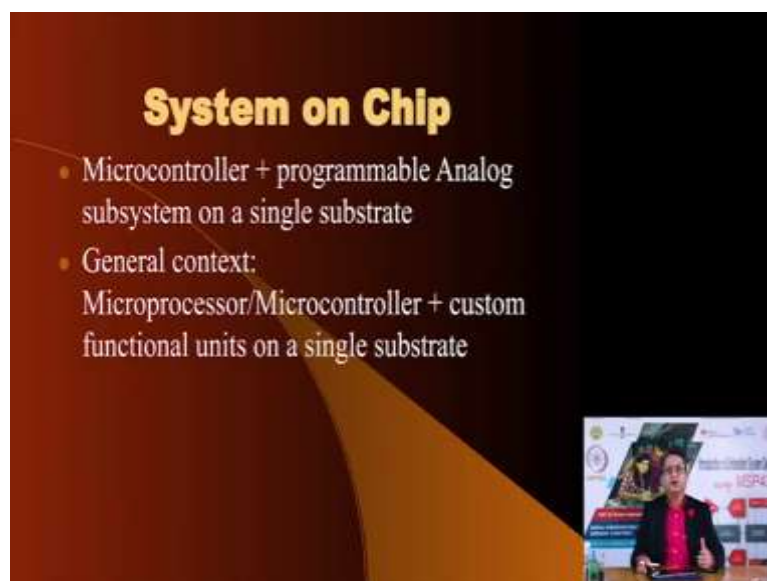 System on Chip
Microcontroller + programmable Analog
subsystem on a single substrate
General context:
Microprocessor/Microcontroller + custom
functional units on a single substrate
MSP43